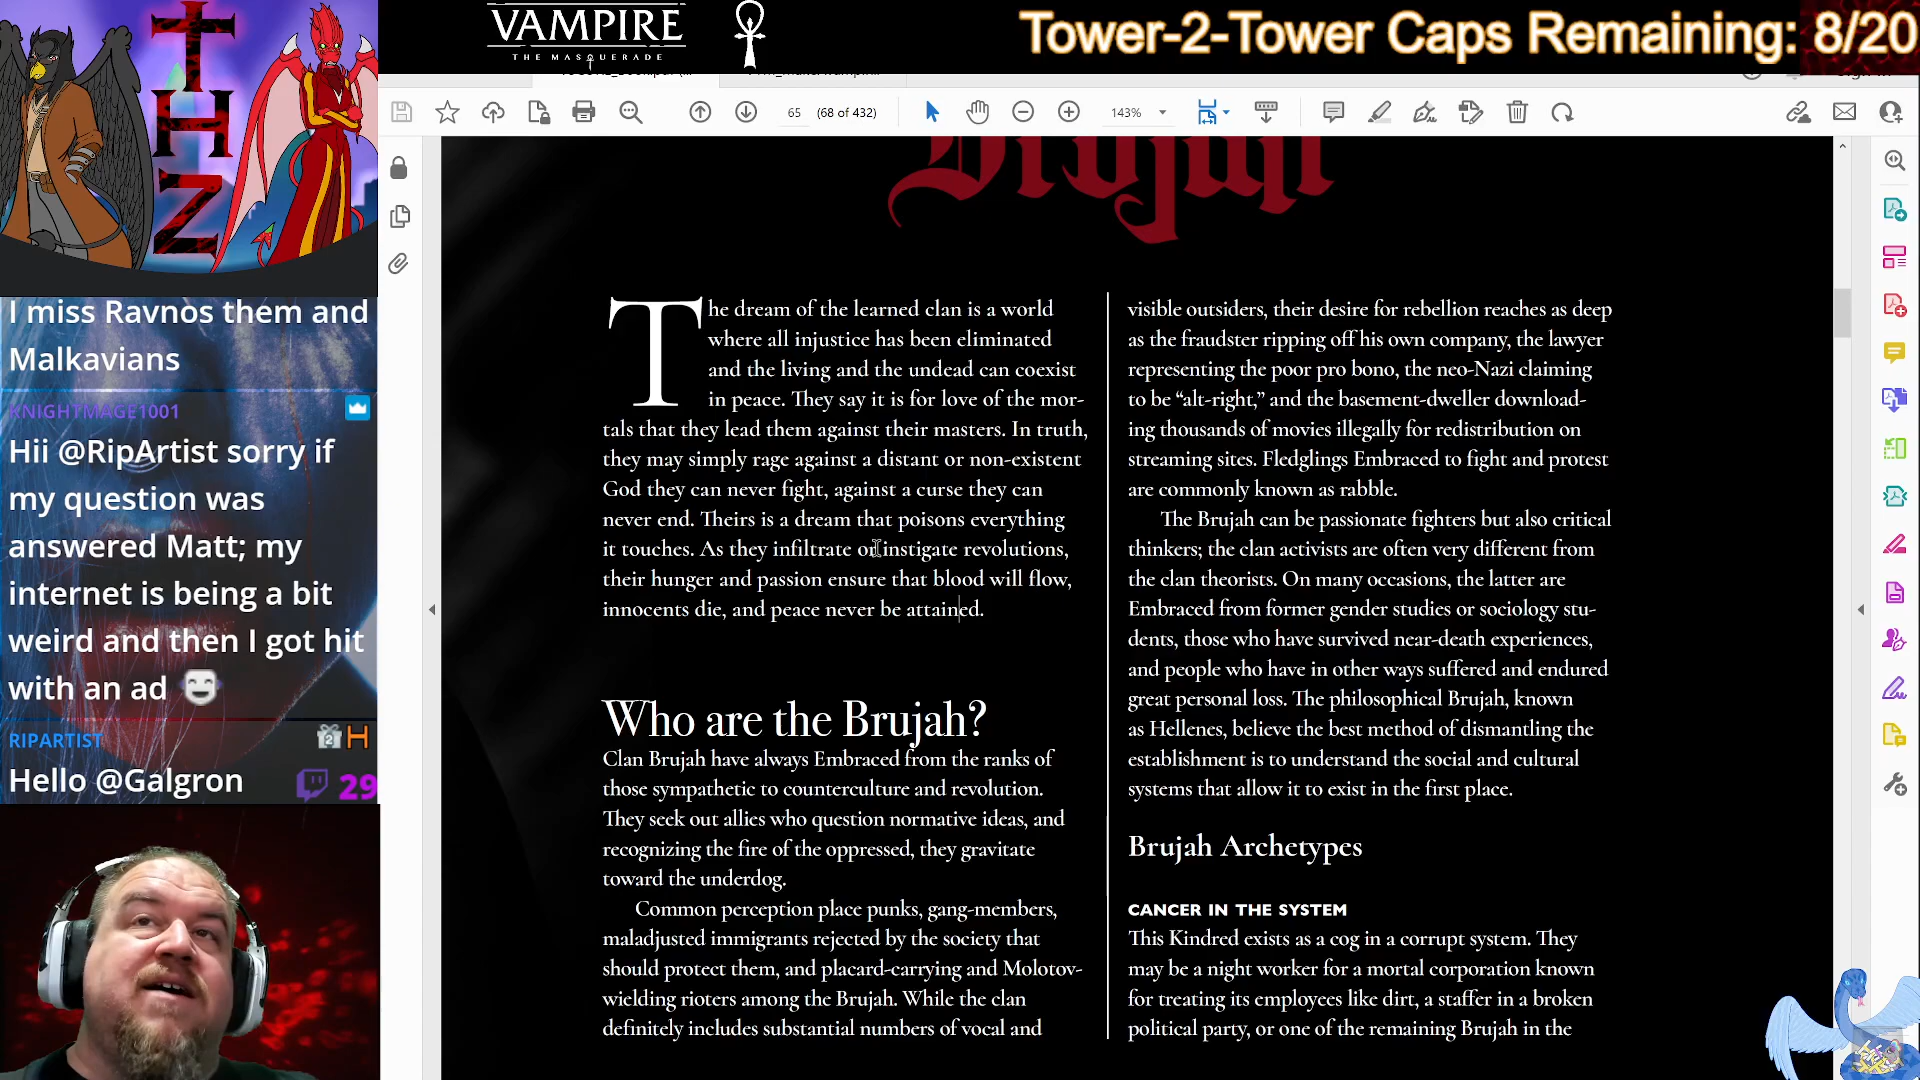 THZ
VAMPIRE
THE MASQUERADE
Tower-2-Tower Caps Remaining: 8/20
65 (68 of 432)
143%
I miss Ravnos them and
Malkavians
KNIGHTMAGE1001
Hii @RipArtist sorry if
my question was
answered Matt; my
internet is being a bit
weird and then I got hit
with an ad
RIPARTIST
2 H
Hello @Galgron
29
Brujah
The dream of the learned clan is a world
where all injustice has been eliminated
and the living and the undead can coexist
in peace. They say it is for love of the mor-
tals that they lead them against their masters. In truth,
they may simply rage against a distant or non-existent
God they can never fight, against a curse they can
never end. Theirs is a dream that poisons everything
it touches. As they infiltrate or instigate revolutions,
their hunger and passion ensure that blood will flow,
innocents die, and peace never be attained.
Who are the Brujah?
Clan Brujah have always Embraced from the ranks of
those sympathetic to counterculture and revolution.
They seek out allies who question normative ideas, and
recognizing the fire of the oppressed, they gravitate
toward the underdog.
Common perception place punks, gang-members,
maladjusted immigrants rejected by the society that
should protect them, and placard-carrying and Molotov-
wielding rioters among the Brujah. While the clan
definitely includes substantial numbers of vocal and
visible outsiders, their desire for rebellion reaches as deep
as the fraudster ripping off his own company, the lawyer
representing the poor pro bono, the neo-Nazi claiming
to be “alt-right,” and the basement-dweller download-
ing thousands of movies illegally for redistribution on
streaming sites. Fledglings Embraced to fight and protest
are commonly known as rabble.
The Brujah can be passionate fighters but also critical
thinkers; the clan activists are often very different from
the clan theorists. On many occasions, the latter are
Embraced from former gender studies or sociology stu-
dents, those who have survived near-death experiences,
and people who have in other ways suffered and endured
great personal loss. The philosophical Brujah, known
as Hellenes, believe the best method of dismantling the
establishment is to understand the social and cultural
systems that allow it to exist in the first place.
Brujah Archetypes
CANCER IN THE SYSTEM
This Kindred exists as a cog in a corrupt system. They
may be a night worker for a mortal corporation known
for treating its employees like dirt, a staffer in a broken
political party, or one of the remaining Brujah in the